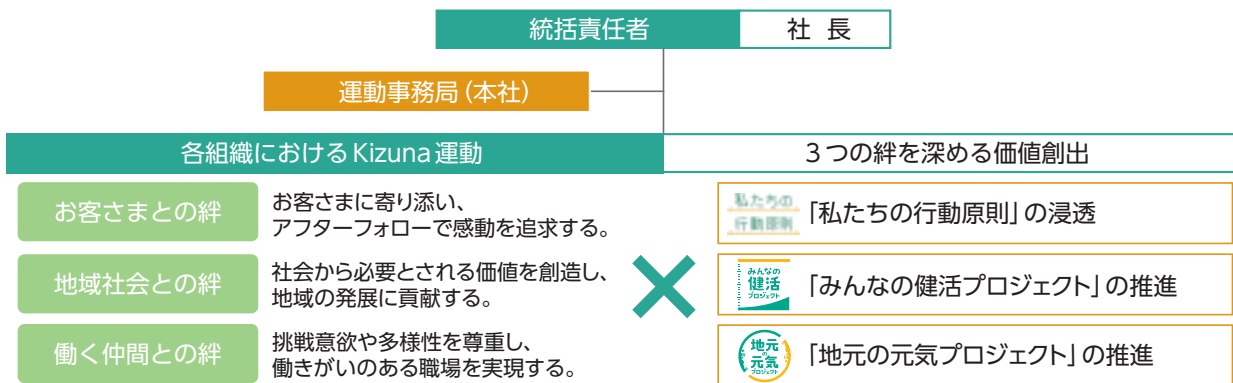 統括責任者
社 長
運動事務局(本社)
各組織におけるKizuna運動
3つの絆を深める価値創出
お客さまとの絆
お客さまに寄り添い、
アフターフォローで感動を追求する。
私たちの
行動原則
「私たちの行動原則」の浸透
地域社会との絆
社会から必要とされる価値を創造し、
地域の発展に貢献する。
みんなの
健活
プロジェクト
「みんなの健活プロジェクト」の推進
働く仲間との絆
挑戦意欲や多様性を尊重し、
働きがいのある職場を実現する。
地元
の
元気
プロジェクト
「地元の元気プロジェクト」の推進